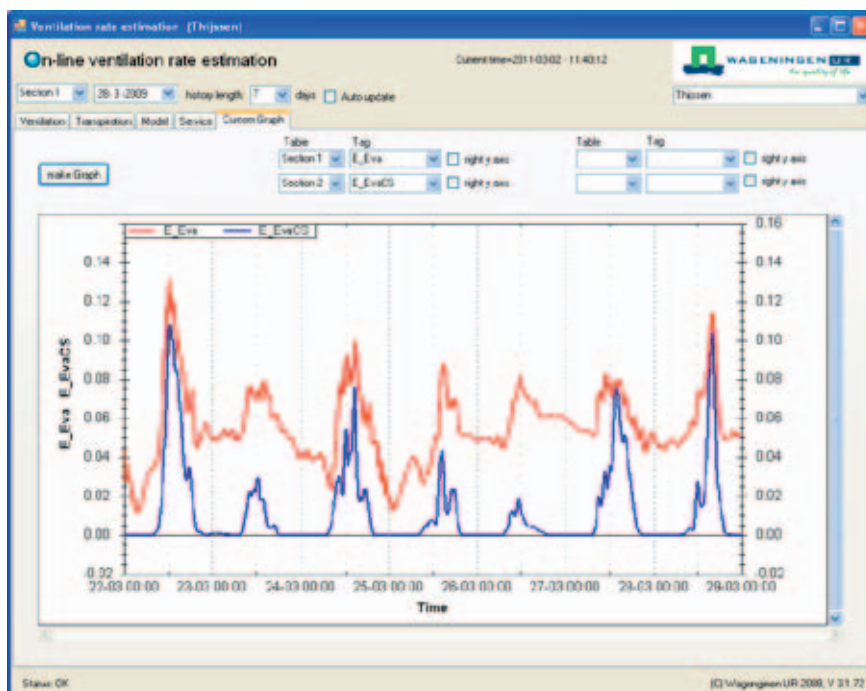 Ventilation rate estimation (Thijssen)
On-line ventilation rate estimation
Current time=2011-03-02 - 11:40:12
WAGENINGEN UR
For quality of life
Section 1 28- 3 -2009 history length 7 days Auto update
Thijssen
Ventilation Transpiration Model Service Custom Graph
Table Tag Table Tag
make Graph
Section 1 E_Eva right y axis right y axis
Section 2 E_EvaCS right y axis right y axis
E_Eva E_EvaCS
0.16
0.14 0.14
0.12 0.12
0.10 0.10
0.08 0.08
0.06 0.06
0.04 0.04
0.02 0.02
0.00 0.00
-0.02 -0.02
E_Eva E_EvaCS
22-03 00:00 23-03 00:00 24-03 00:00 25-03 00:00 26-03 00:00 27-03 00:00 28-03 00:00 29-03 00:00
Time
Status: OK
(C) Wageningen UR 2009, V 3.1.72